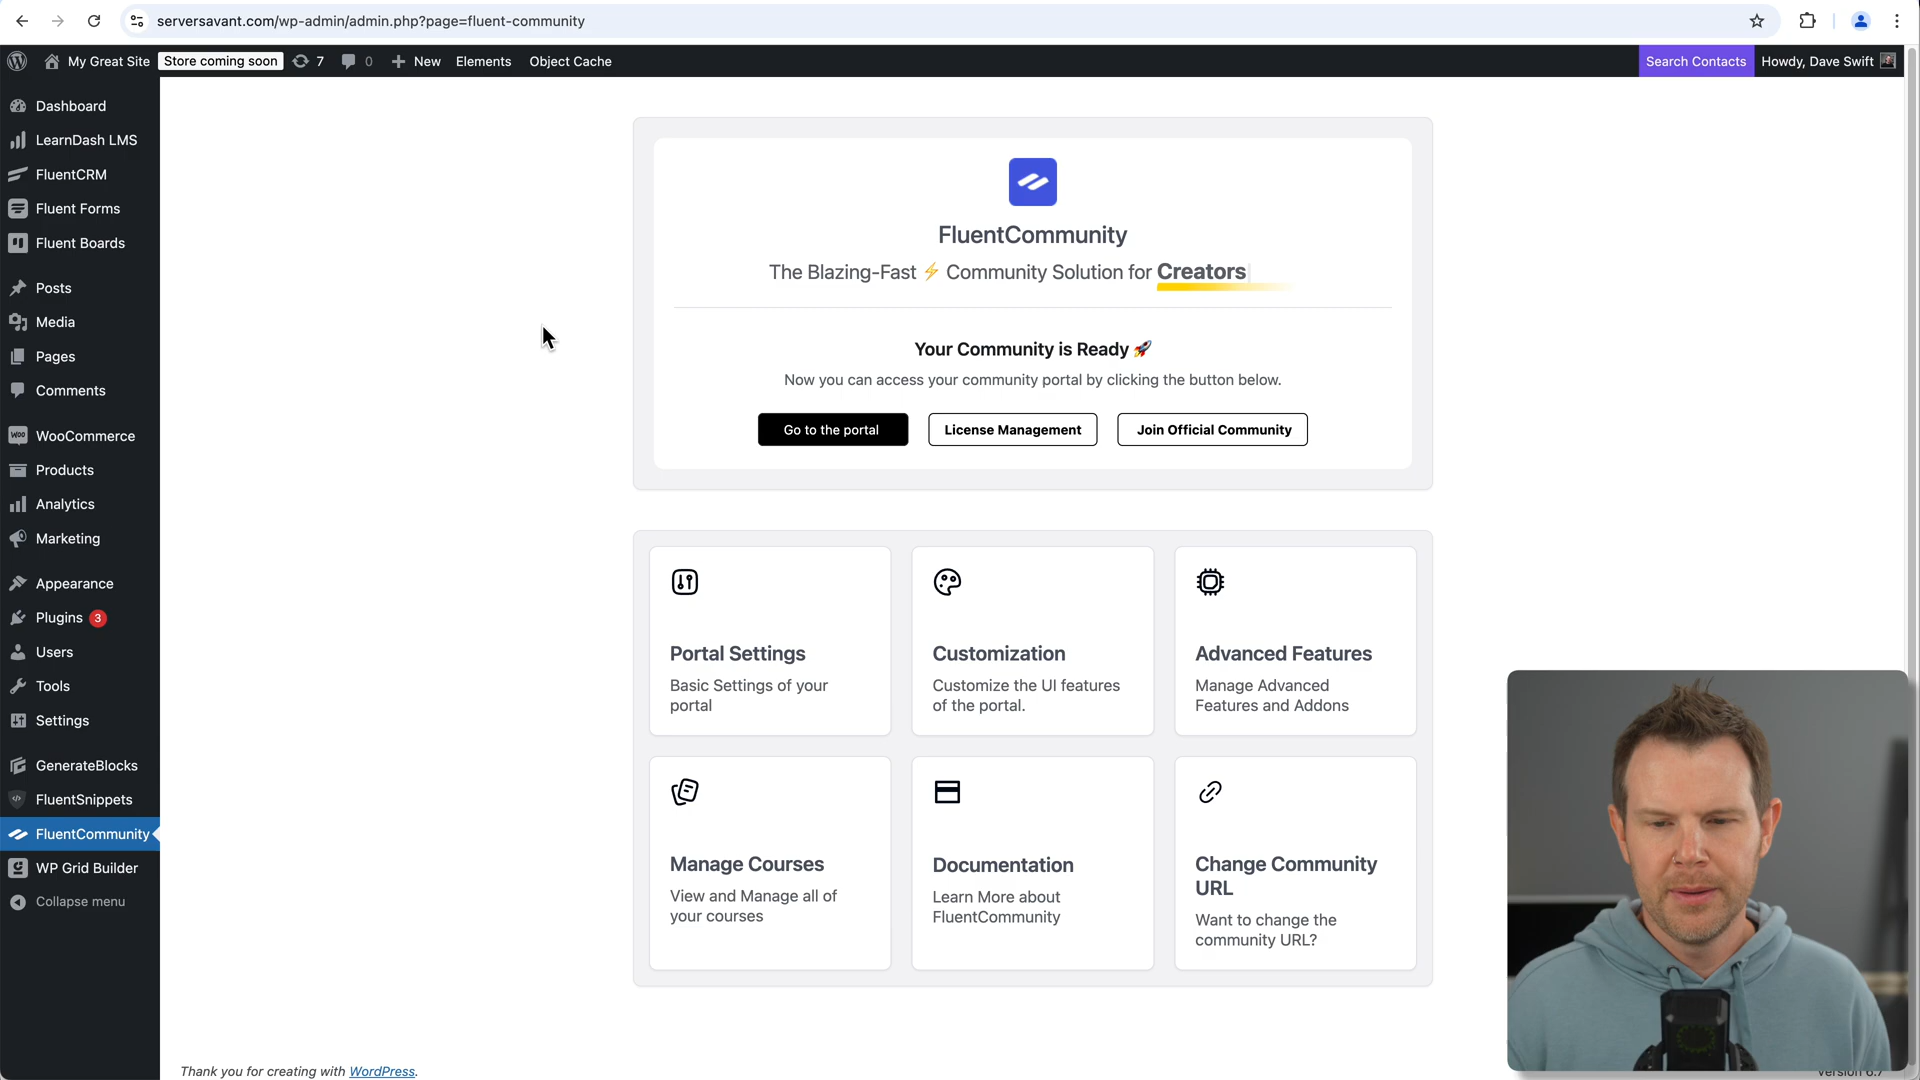 serversavant.com/wp-admin/admin.php?page=fluent-community
My Great Site
Store coming soon
7
0
New
Elements
Object Cache
Search Contacts
Howdy, Dave Swift
Dashboard
LearnDash LMS
FluentCRM
Fluent Forms
Fluent Boards
Posts
Media
Pages
Comments
WooCommerce
Products
Analytics
Marketing
Appearance
Plugins 3
Users
Tools
Settings
GenerateBlocks
FluentSnippets
FluentCommunity
WP Grid Builder
Collapse menu
FluentCommunity
The Blazing-Fast ⚡ Community Solution for Creators
Your Community is Ready 🚀
Now you can access your community portal by clicking the button below.
Go to the portal
License Management
Join Official Community
Portal Settings
Basic Settings of your
portal
Customization
Customize the UI features
of the portal.
Advanced Features
Manage Advanced
Features and Addons
Manage Courses
View and Manage all of
your courses
Documentation
Learn More about
FluentCommunity
Change Community
URL
Want to change the
community URL?
Thank you for creating with WordPress.
Version 6.7